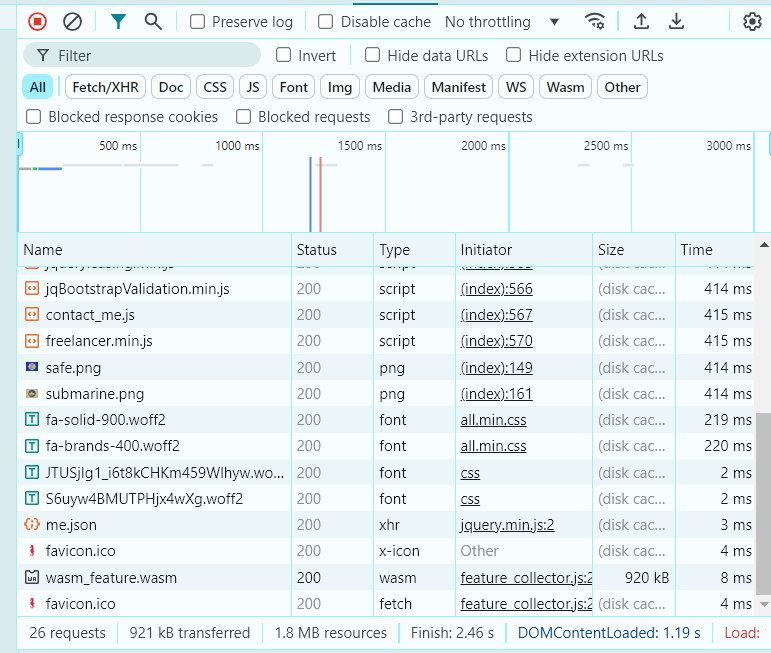 Preserve log Disable cache No throttling
Filter Invert Hide data URLs Hide extension URLs
All Fetch/XHR Doc CSS JS Font Img Media Manifest WS Wasm Other
Blocked response cookies Blocked requests 3rd-party requests
500 ms 1000 ms 1500 ms 2000 ms 2500 ms 3000 ms
Name Status Type Initiator Size Time
jqBootstrapValidation.min.js 200 script (index):566 (disk cac... 414 ms
contact_me.js 200 script (index):567 (disk cac... 415 ms
freelancer.min.js 200 script (index):570 (disk cac... 415 ms
safe.png 200 png (index):149 (disk cac... 414 ms
submarine.png 200 png (index):161 (disk cac... 414 ms
fa-solid-900.woff2 200 font all.min.css (disk cac... 219 ms
fa-brands-400.woff2 200 font all.min.css (disk cac... 220 ms
JTUSjIg1_i6t8kCHKm459Wlhyw.wo... 200 font css (disk cac... 2 ms
S6uyw4BMUTPHjx4wXg.woff2 200 font css (disk cac... 2 ms
me.json 200 xhr jquery.min.js:2 (disk cac... 3 ms
favicon.ico 200 x-icon Other (disk cac... 4 ms
wasm_feature.wasm 200 wasm feature_collector.js:2 920 kB 8 ms
favicon.ico 200 fetch feature_collector.js:2 (disk cac... 4 ms
26 requests 921 kB transferred 1.8 MB resources Finish: 2.46 s DOMContentLoaded: 1.19 s Load: